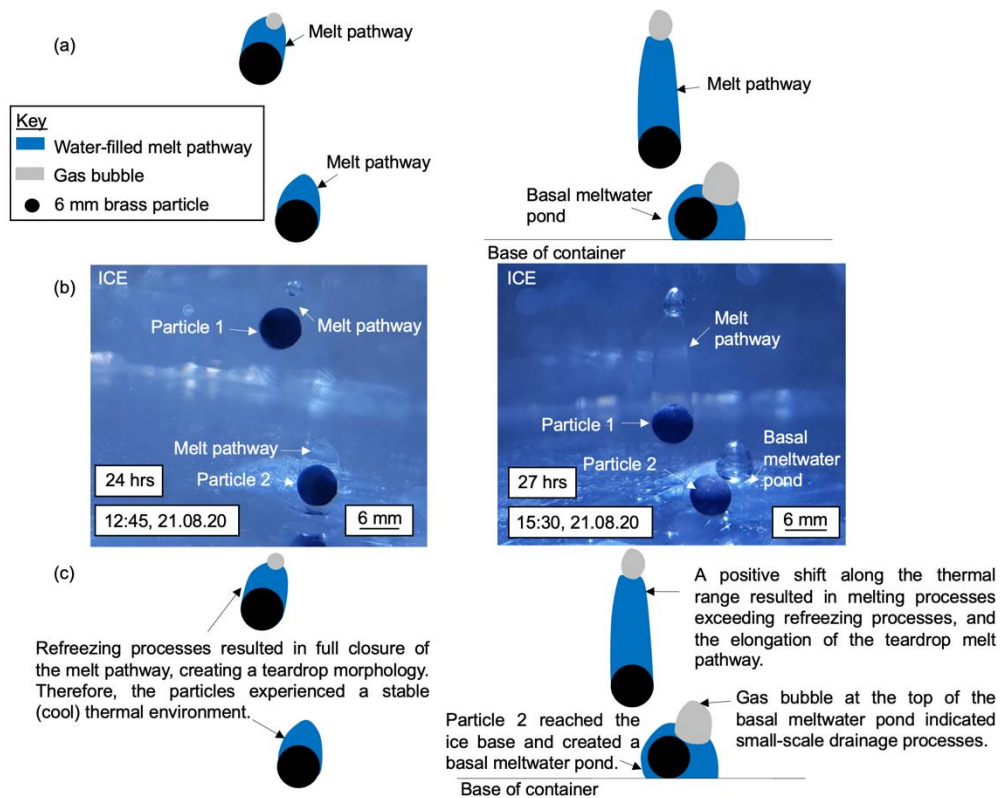 (a)
Melt pathway
Melt pathway
Key
Water-filled melt pathway
Gas bubble
6 mm brass particle
Melt pathway
Basal meltwater
pond
Base of container
(b)
ICE
Particle 1
Melt pathway
Melt pathway
Particle 2
24 hrs
12:45, 21.08.20
6 mm
ICE
Melt
pathway
Particle 1
Particle 2
Basal
meltwater
pond
27 hrs
15:30, 21.08.20
6 mm
(c)
Refreezing processes resulted in full closure of
the melt pathway, creating a teardrop morphology.
Therefore, the particles experienced a stable
(cool) thermal environment.
A positive shift along the thermal
range resulted in melting processes
exceeding refreezing processes, and
the elongation of the teardrop melt
pathway.
Gas bubble at the top of the
basal meltwater pond indicated
small-scale drainage processes.
Particle 2 reached the
ice base and created a
basal meltwater pond.
Base of container